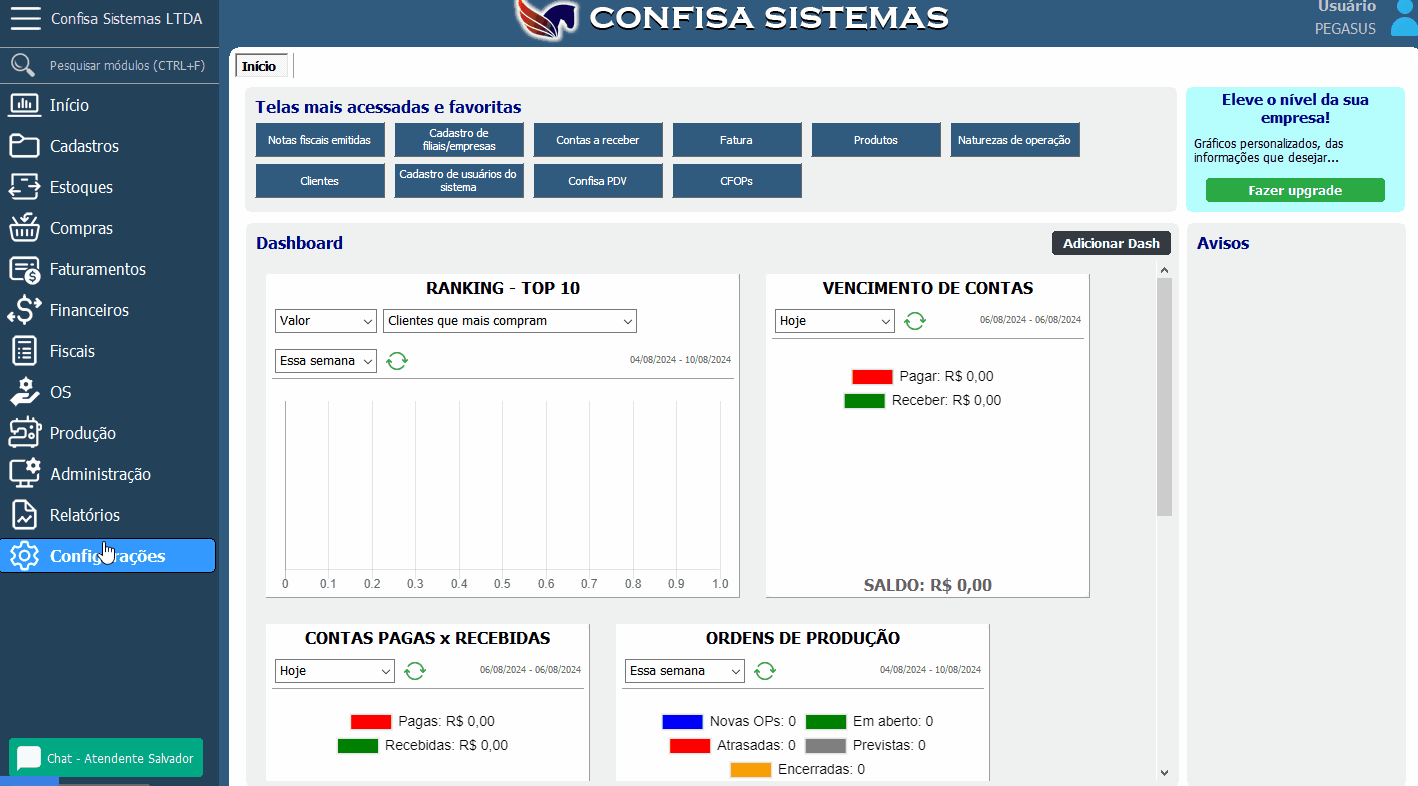 Confisa Sistemas LTDA
CONFISA SISTEMAS
Usuário
PEGASUS
Pesquisar módulos (CTRL+F)
Início
Cadastros
Estoques
Compras
Faturamentos
Financeiros
Fiscais
OS
Produção
Administração
Relatórios
Configurações
Chat - Atendente Salvador
Início
Telas mais acessadas e favoritas
Notas fiscais emitidas
Cadastro de
filiais/empresas
Contas a receber
Fatura
Produtos
Naturezas de operação
Clientes
Cadastro de usuários do
sistema
Confisa PDV
CFOPs
Eleve o nível da sua
empresa!
Gráficos personalizados, das
informações que desejar...
Fazer upgrade
Dashboard
Adicionar Dash
Avisos
RANKING - TOP 10
Valor
Clientes que mais compram
Essa semana
04/08/2024 - 10/08/2024
0 0.1 0.2 0.3 0.4 0.5 0.6 0.7 0.8 0.9 1.0
VENCIMENTO DE CONTAS
Hoje
06/08/2024 - 06/08/2024
Pagar: R$ 0,00
Receber: R$ 0,00
SALDO: R$ 0,00
CONTAS PAGAS x RECEBIDAS
Hoje
06/08/2024 - 06/08/2024
Pagas: R$ 0,00
Recebidas: R$ 0,00
ORDENS DE PRODUÇÃO
Essa semana
04/08/2024 - 10/08/2024
Novas OPs: 0 Em aberto: 0
Atrasadas: 0 Previstas: 0
Encerradas: 0